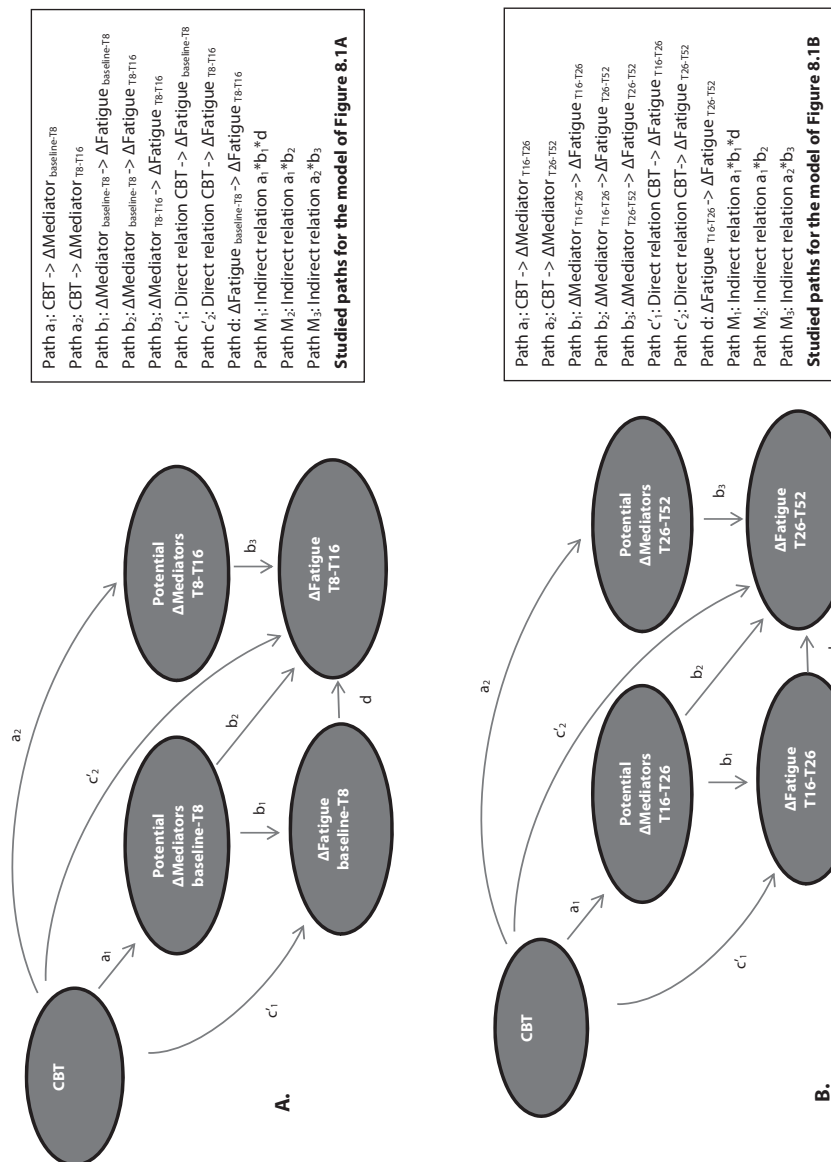 A.
CBT
a₁
a₂
c'₁
c'₂
Potential
ΔMediators
baseline-T8
b₁
b₂
ΔFatigue
baseline-T8
d
Potential
ΔMediators
T8-T16
b₃
ΔFatigue
T8-T16
Path a₁: CBT -> ΔMediator baseline-T8
Path a₂: CBT -> ΔMediator T8-T16
Path b₁: ΔMediator baseline-T8 -> ΔFatigue baseline-T8
Path b₂: ΔMediator baseline-T8 -> ΔFatigue T8-T16
Path b₃: ΔMediator T8-T16 -> ΔFatigue T8-T16
Path c'₁: Direct relation CBT -> ΔFatigue baseline-T8
Path c'₂: Direct relation CBT -> ΔFatigue T8-T16
Path d: ΔFatigue baseline-T8 -> ΔFatigue T8-T16
Path M₁: Indirect relation a₁*b₁*d
Path M₂: Indirect relation a₁*b₂
Path M₃: Indirect relation a₂*b₃
Studied paths for the model of Figure 8.1A
B.
CBT
a₁
a₂
c'₁
c'₂
Potential
ΔMediators
T16-T26
b₁
b₂
ΔFatigue
T16-T26
Potential
ΔMediators
T26-T52
b₃
ΔFatigue
T26-T52
Path a₁: CBT -> ΔMediator T16-T26
Path a₂: CBT -> ΔMediator T26-T52
Path b₁: ΔMediator T16-T26 -> ΔFatigue T16-T26
Path b₂: ΔMediator T16-T26 -> ΔFatigue T26-T52
Path b₃: ΔMediator T26-T52 -> ΔFatigue T26-T52
Path c'₁: Direct relation CBT -> ΔFatigue T16-T26
Path c'₂: Direct relation CBT-> ΔFatigue T26-T52
Path d: ΔFatigue T16-T26 -> ΔFatigue T26-T52
Path M₁: Indirect relation a₁*b₁*d
Path M₂: Indirect relation a₁*b₂
Path M₃: Indirect relation a₂*b₃
Studied paths for the model of Figure 8.1B